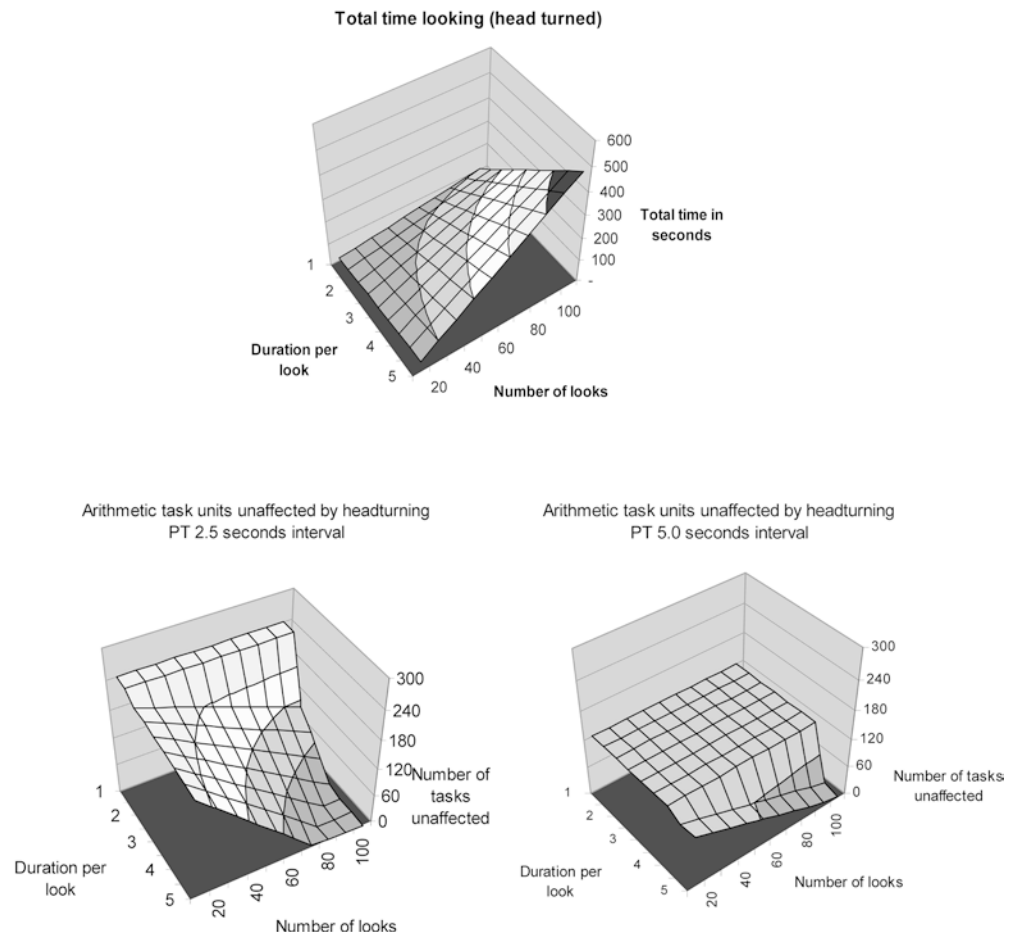 Total time looking (head turned)
600
500
400
300
200
100
-
Total time in
seconds
1
2
3
4
5
Duration per
look
20
40
60
80
100
Number of looks
Arithmetic task units unaffected by headturning
PT 2.5 seconds interval
300
240
180
120
60
0
Number of
tasks
unaffected
1
2
3
4
5
Duration per
look
20
40
60
80
100
Number of looks
Arithmetic task units unaffected by headturning
PT 5.0 seconds interval
300
240
180
120
60
0
Number of tasks
unaffected
1
2
3
4
5
Duration per
look
20
40
60
80
100
Number of looks